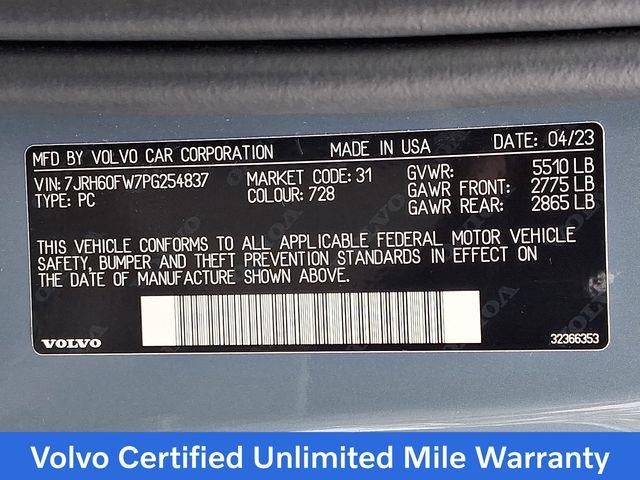 MFD BY VOLVO CAR CORPORATION MADE IN USA DATE: 04/23
VIN: 7JRH60FW7PG254837 MARKET CODE: 31 GVWR: 5510 LB
TYPE: PC COLOUR: 728 GAWR FRONT: 2775 LB
GAWR REAR: 2865 LB
THIS VEHICLE CONFORMS TO ALL APPLICABLE FEDERAL MOTOR VEHICLE
SAFETY, BUMPER AND THEFT PREVENTION STANDARDS IN EFFECT ON
THE DATE OF MANUFACTURE SHOWN ABOVE.
VOLVO 32366353
Volvo Certified Unlimited Mile Warranty